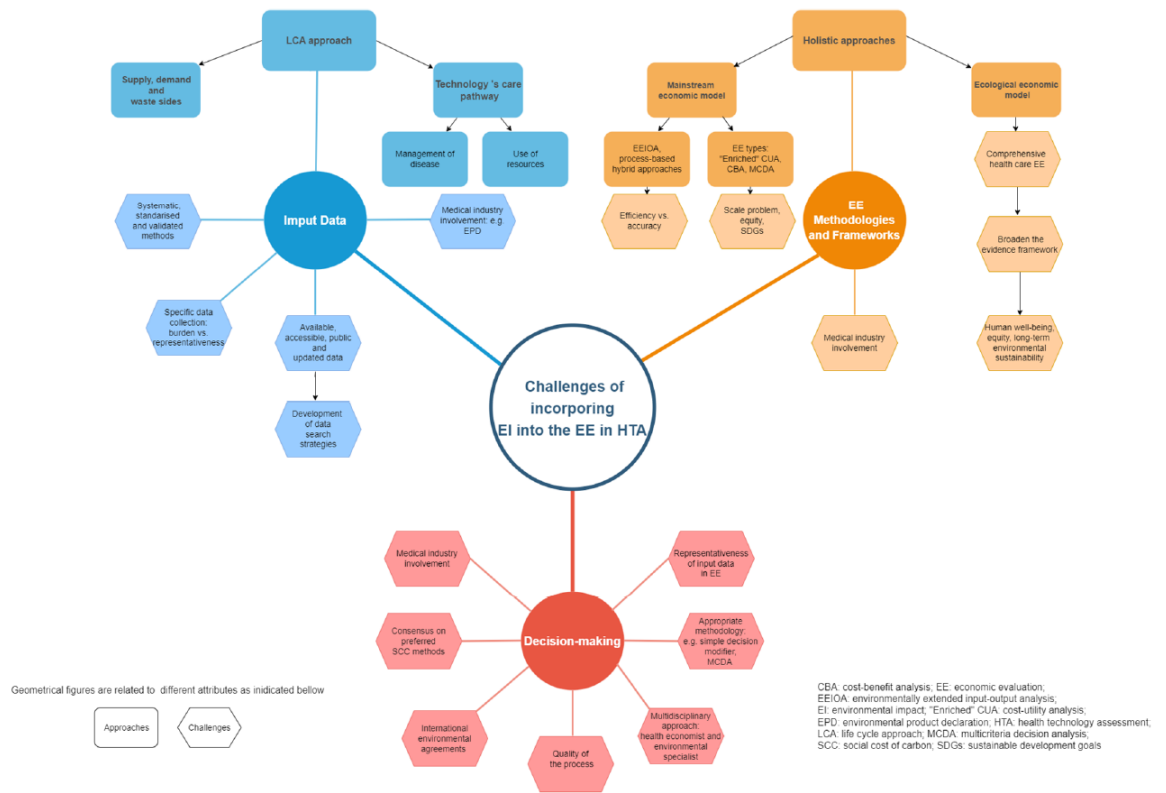 LCA approach
Supply, demand
and
waste sides
Technology 's care
pathway
Management of
disease
Use of
resources
Systematic,
standarised
and validated
methods
Imput Data
Medical industry
involvement: e.g.
EPD
Specific data
collection:
burden vs.
representativeness
Available,
accessible, public
and
updated data
Development
of data
search
strategies
Holistic approaches
Mainstream
economic model
Ecological economic
model
EEIOA,
process-based
hybrid approaches
EE types:
"Enriched" CUA,
CBA, MCDA
Comprehensive
health care EE
Efficiency vs.
accuracy
Scale problem,
equity,
SDGs
EE
Methodologies
and Frameworks
Broaden the
evidence framework
Medical industry
involvement
Human well-being,
equity, long-term
environmental
sustainability
Challenges of
incorporing
EI into the EE in HTA
Medical industry
involvement
Representativeness
of input data
in EE
Consensus on
preferred
SCC methods
Decision-making
Appropriate
methodology:
e.g. simple decision
modifier,
MCDA
International
environmental
agreements
Quality of
the process
Multidisciplinary
approach:
health economist and
environmental
specialist
Geometrical figures are related to different attributes as inidicated bellow
Approaches
Challenges
CBA: cost-benefit analysis; EE: economic evaluation;
EEIOA: environmentally extended input-output analysis;
EI: environmental impact; "Enriched" CUA: cost-utility analysis;
EPD: environmental product declaration; HTA: health technology assessment;
LCA: life cycle approach; MCDA: multicriteria decision analysis;
SCC: social cost of carbon; SDGs: sustainable development goals